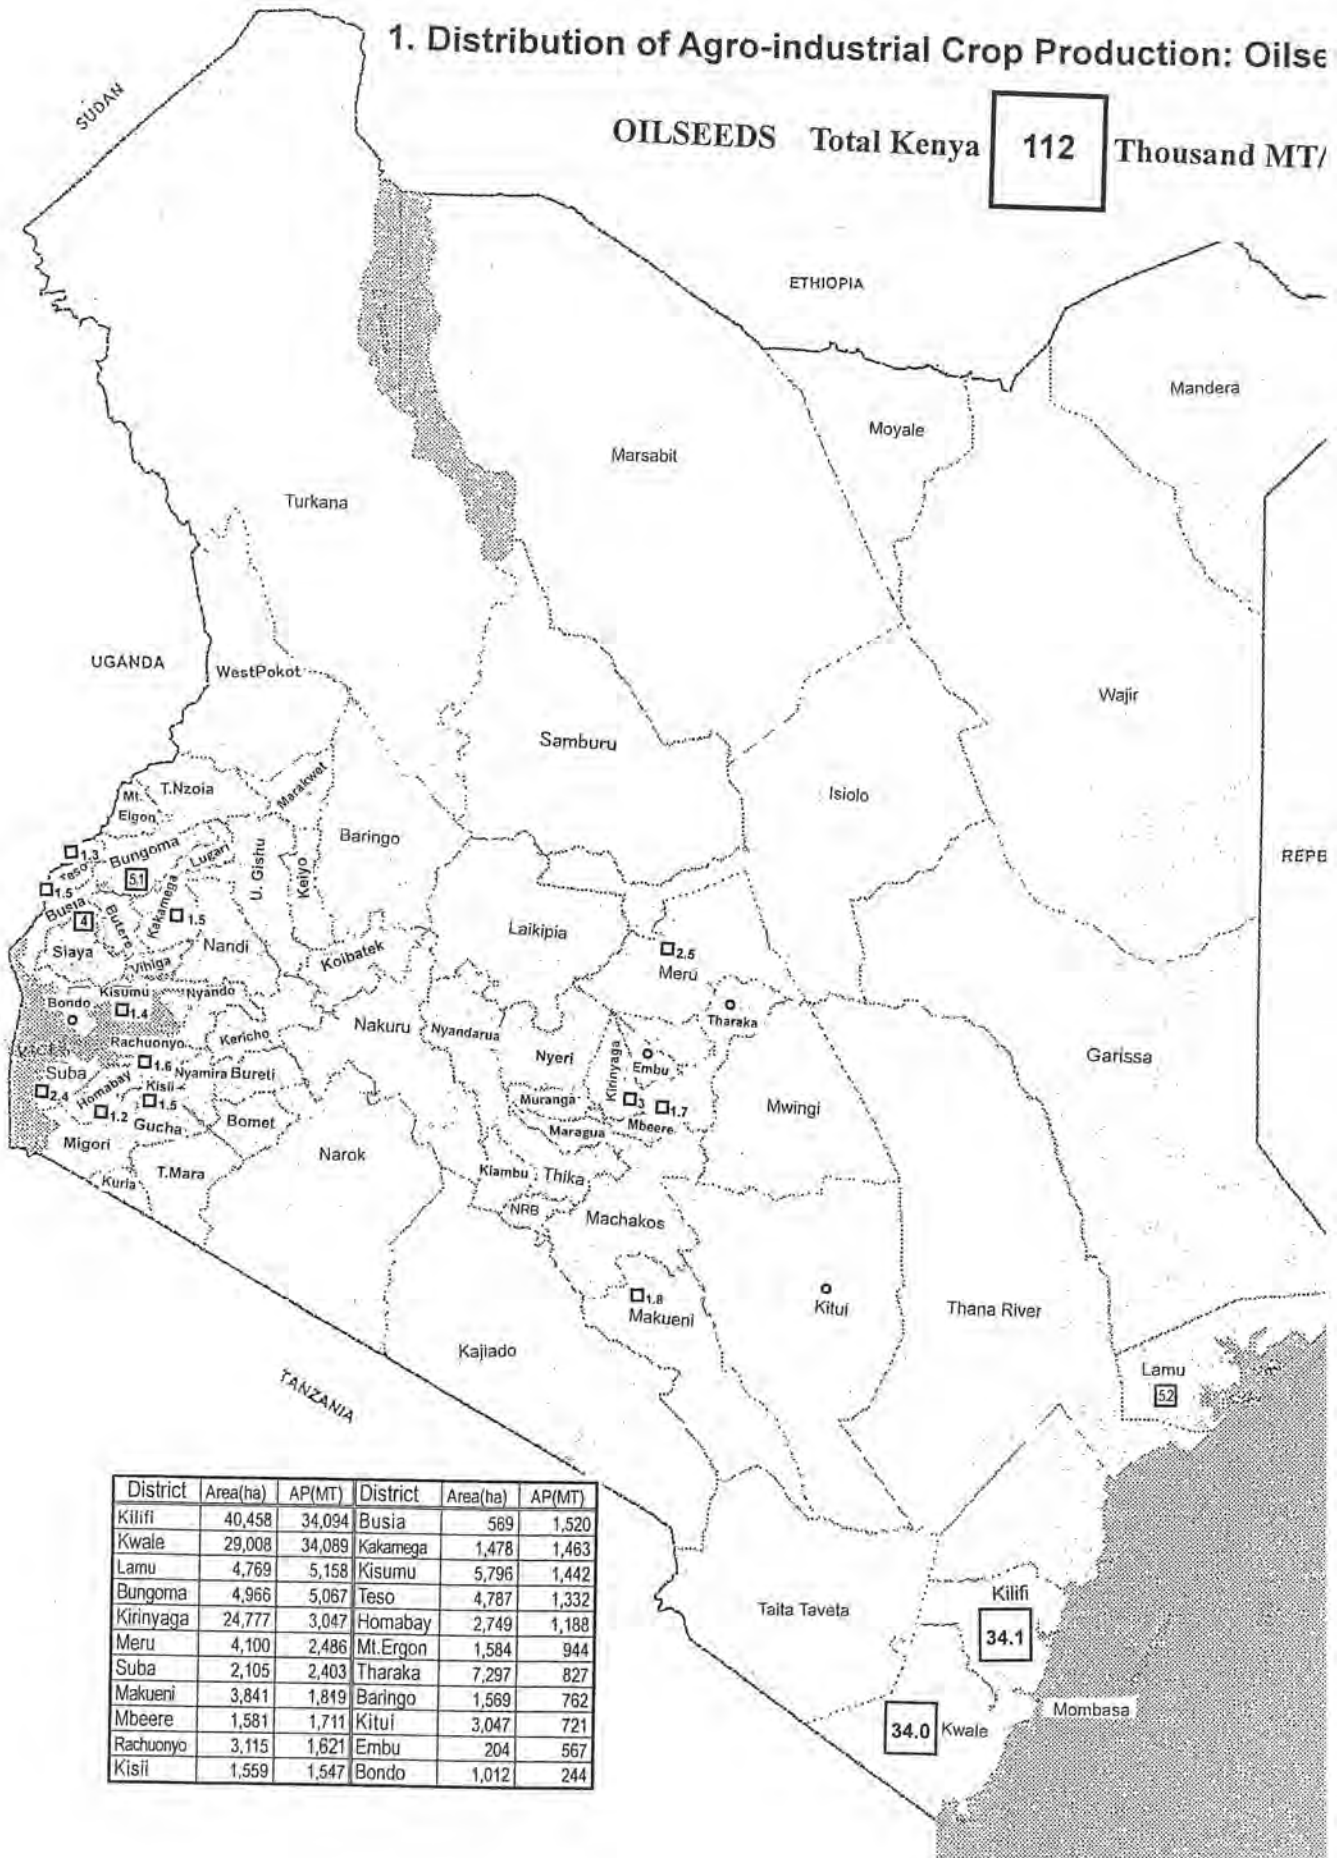 1. Distribution of Agro-industrial Crop Production: Oilse
OILSEEDS Total Kenya 112 Thousand MT/
SUDAN
ETHIOPIA
Mandera
Moyale
Marsabit
Turkana
UGANDA
WestPokot
Wajir
Samburu
Isiolo
T.Nzoia
Mt.
Elgon
Marakwet
Baringo
REPE
1.3
Teso
Bungoma
Lugari
5.1
U. Gishu
Keiyo
1.5
Busia
4
Butere
Kakamega
1.5
Laikipia
Siaya
Nandi
Koibatek
2.5
Meru
Vihiga
Kisumu
Nyando
Bondo
1.4
Tharaka
Nakuru
Nyandarua
Kericho
Rachuonyo
Nyeri
Kirinyaga
Embu
Garissa
Suba
1.6
Nyamira
Bureti
2.4
Homabay
Kisii
1.5
1.2
Gucha
Bomet
Muranga
3
1.7
Mbeere
Mwingi
Maragua
Migori
Narok
T.Mara
Kuria
Kiambu
Thika
NRB
Machakos
1.8
Makueni
Kitui
Thana River
Kajiado
Lamu
5.2
TANZANIA
District Area(ha) AP(MT) District Area(ha) AP(MT)
Kilifi 40,458 34,094 Busia 569 1,520
Kwale 29,008 34,089 Kakamega 1,478 1,463
Lamu 4,769 5,158 Kisumu 5,796 1,442
Bungoma 4,966 5,067 Teso 4,787 1,332
Kirinyaga 24,777 3,047 Homabay 2,749 1,188
Meru 4,100 2,486 Mt.Ergon 1,584 944
Suba 2,105 2,403 Tharaka 7,297 827
Makueni 3,841 1,819 Baringo 1,569 762
Mbeere 1,581 1,711 Kitui 3,047 721
Rachuonyo 3,115 1,621 Embu 204 567
Kisii 1,559 1,547 Bondo 1,012 244
Taita Taveta
Kilifi
34.1
34.0 Kwale
Mombasa